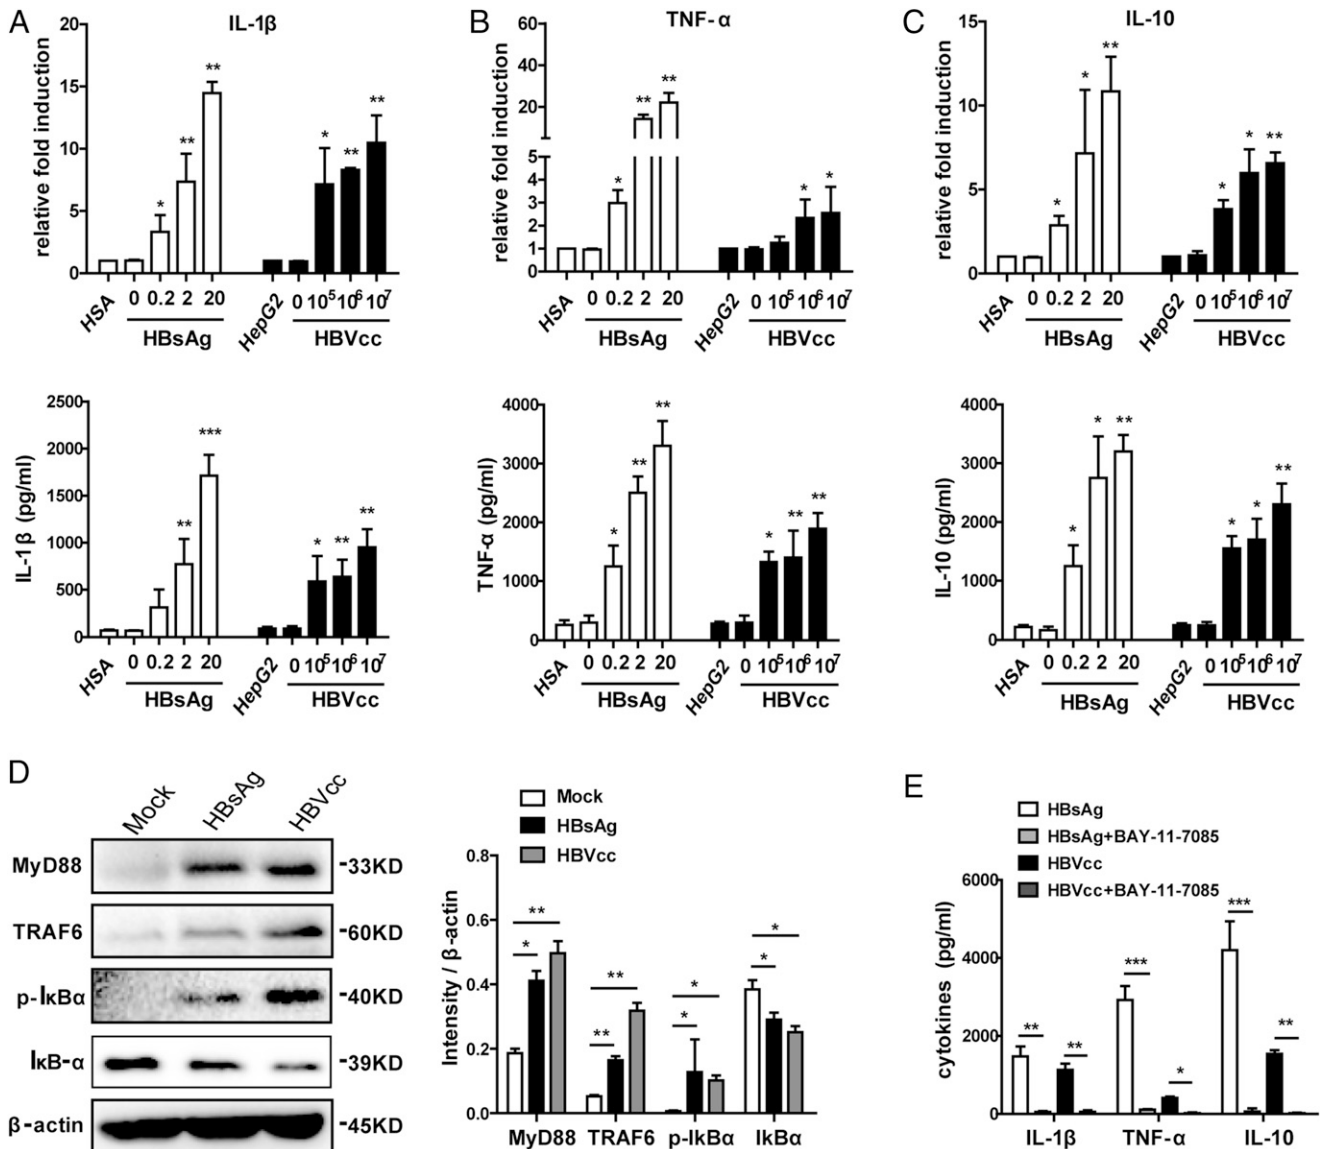 A
IL-1β
relative fold induction
20
15
10
5
0
*
**
**
*
**
**
HSA
0 0.2 2 20
HBsAg
HepG2
0 10⁵ 10⁶ 10⁷
HBVcc
B
TNF- α
relative fold induction
60
40
20
5
4
3
2
1
0
*
**
**
*
*
HSA
0 0.2 2 20
HBsAg
HepG2
0 10⁵ 10⁶ 10⁷
HBVcc
C
IL-10
relative fold induction
15
10
5
0
*
*
**
*
*
**
HSA
0 0.2 2 20
HBsAg
HepG2
0 10⁵ 10⁶ 10⁷
HBVcc
IL-1β (pg/ml)
2500
2000
1500
1000
500
0
**
***
*
**
**
HSA
0 0.2 2 20
HBsAg
HepG2
0 10⁵ 10⁶ 10⁷
HBVcc
TNF-α (pg/ml)
4000
3000
2000
1000
0
*
**
**
*
**
**
HSA
0 0.2 2 20
HBsAg
HepG2
0 10⁵ 10⁶ 10⁷
HBVcc
IL-10 (pg/ml)
4000
3000
2000
1000
0
*
*
**
*
*
**
HSA
0 0.2 2 20
HBsAg
HepG2
0 10⁵ 10⁶ 10⁷
HBVcc
D
Mock HBsAg HBVcc
MyD88 -33KD
TRAF6 -60KD
p-IκBα -40KD
IκB-α -39KD
β-actin -45KD
Mock
HBsAg
HBVcc
Intensity / β-actin
0.8
0.6
0.4
0.2
0.0
**
*
**
**
*
*
*
*
MyD88 TRAF6 p-IkBα IkBα
E
HBsAg
HBsAg+BAY-11-7085
HBVcc
HBVcc+BAY-11-7085
cytokines (pg/ml)
6000
4000
2000
0
**
**
***
*
***
**
IL-1β TNF-α IL-10